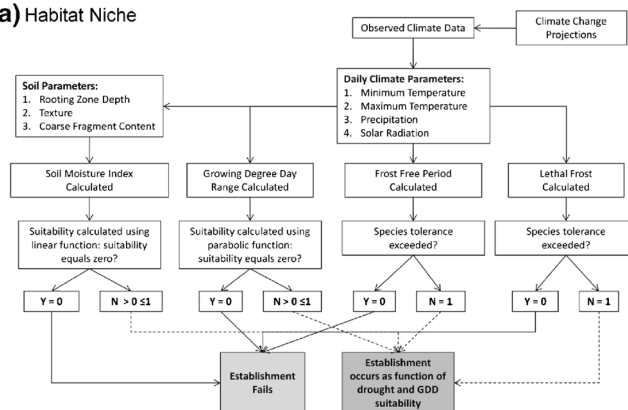 a) Habitat Niche
Observed Climate Data
Climate Change
Projections
Soil Parameters:
1. Rooting Zone Depth
2. Texture
3. Coarse Fragment Content
Daily Climate Parameters:
1. Minimum Temperature
2. Maximum Temperature
3. Precipitation
4. Solar Radiation
Soil Moisture Index
Calculated
Growing Degree Day
Range Calculated
Frost Free Period
Calculated
Lethal Frost
Calculated
Suitability calculated using
linear function: suitability
equals zero?
Suitability calculated using
parabolic function:
suitability equals zero?
Species tolerance
exceeded?
Species tolerance
exceeded?
Y = 0
N > 0 ≤1
Y = 0
N > 0 ≤1
Y = 0
N = 1
Y = 0
N = 1
Establishment
Fails
Establishment
occurs as function of
drought and GDD
suitability